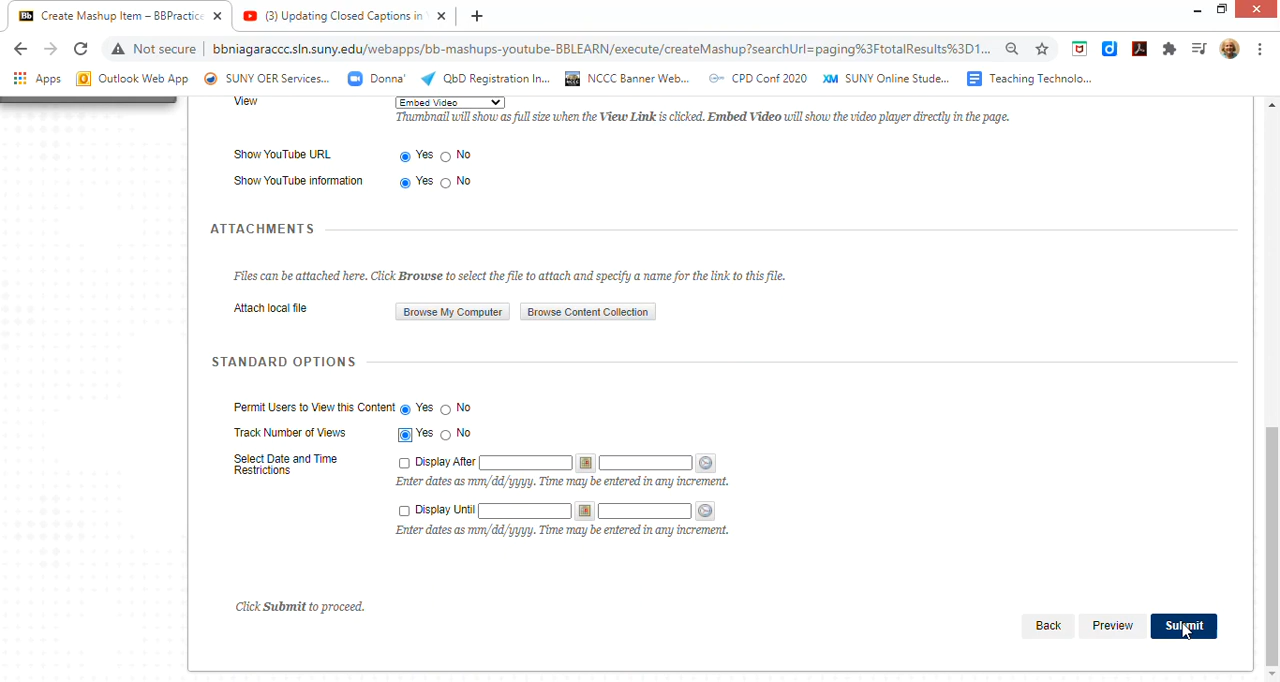 Bb Create Mashup Item – BBPractice
(3) Updating Closed Captions in
Not secure bbniagaraccc.sln.suny.edu/webapps/bb-mashups-youtube-BBLEARN/execute/createMashup?searchUrl=paging%3FtotalResults%3D1...
Apps Outlook Web App SUNY OER Services... Donna' QbD Registration In... NCCC Banner Web... CPD Conf 2020 XM SUNY Online Stude... Teaching Technolo...
View Embed Video
Thumbnail will show as full size when the View Link is clicked. Embed Video will show the video player directly in the page.
Show YouTube URL Yes No
Show YouTube information Yes No
ATTACHMENTS
Files can be attached here. Click Browse to select the file to attach and specify a name for the link to this file.
Attach local file Browse My Computer Browse Content Collection
STANDARD OPTIONS
Permit Users to View this Content Yes No
Track Number of Views Yes No
Select Date and Time
Restrictions
Display After
Enter dates as mm/dd/yyyy. Time may be entered in any increment.
Display Until
Enter dates as mm/dd/yyyy. Time may be entered in any increment.
Click Submit to proceed.
Back Preview Submit